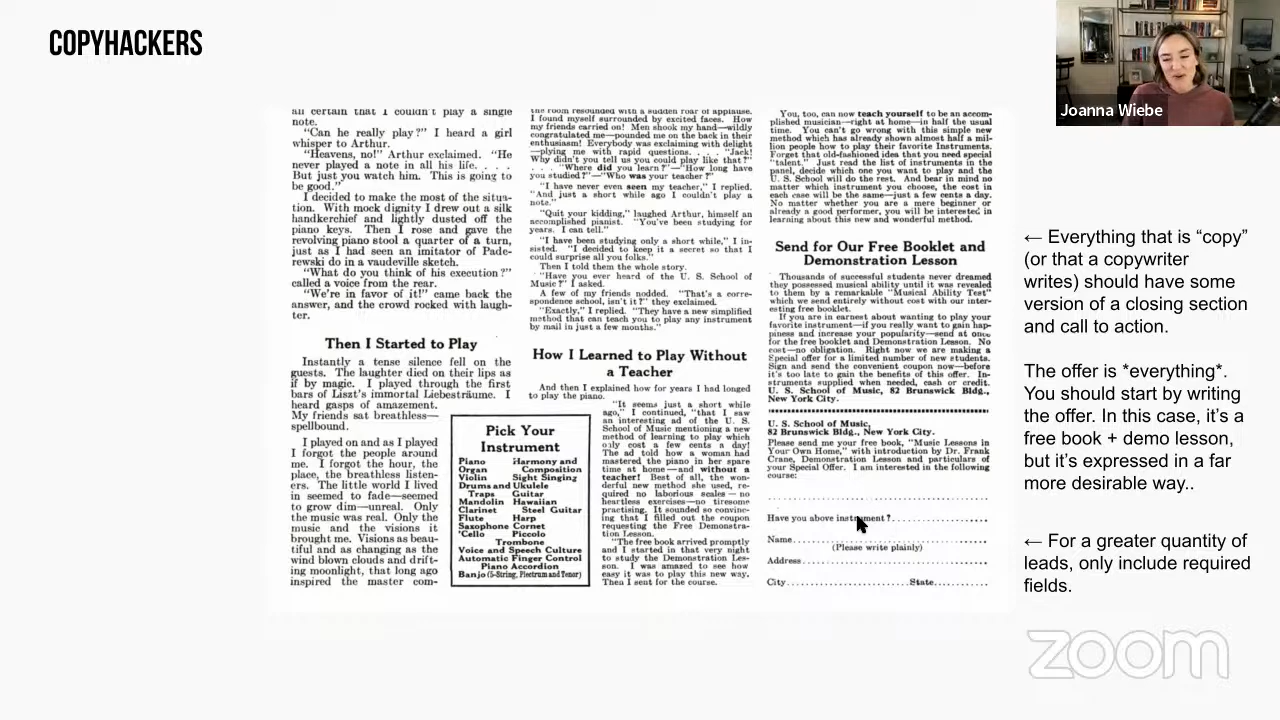 COPYHACKERS
Joanna Wiebe
all certain that I couldn't play a single
note.
"Can he really play?" I heard a girl
whisper to Arthur.
"Heavens, no!" Arthur exclaimed. "He
never played a note in all his life. . . .
But just you watch him. This is going to
be good."
I decided to make the most of the situa-
tion. With mock dignity I drew out a silk
handkerchief and lightly dusted off the
piano keys. Then I rose and gave the
revolving piano stool a quarter of a turn,
just as I had seen an imitator of Pade-
rewski do in a vaudeville sketch.
"What do you think of his execution?"
called a voice from the rear.
"We're in favor of it!" came back the
answer, and the crowd rocked with laugh-
ter.
Then I Started to Play
Instantly a tense silence fell on the
guests. The laughter died on their lips as
if by magic. I played through the first
bars of Liszt's immortal Liebesträume. I
heard gasps of amazement.
My friends sat breathless—
spellbound.
I played on and as I played
I forgot the people around
me. I forgot the hour, the
place, the breathless listen-
ers. The little world I lived
in seemed to fade—seemed
to grow dim—unreal. Only
the music was real. Only the
music and the visions it
brought me. Visions as beau-
tiful and as changing as the
wind blown clouds and drift-
ing moonlight, that long ago
inspired the master com-
the room resounded with a sudden roar of applause.
I found myself surrounded by excited faces. How
my friends carried on! Men shook my hand—wildly
congratulated me—pounded me on the back in their
enthusiasm! Everybody was exclaiming with delight
—plying me with rapid questions. . . . "Jack!
Why didn't you tell us you could play like that?"
. . . . "Where did you learn?"—"How long have
you studied?"—"Who was your teacher?"
"I have never even seen my teacher," I replied.
"And just a short while ago I couldn't play a
note."
"Quit your kidding," laughed Arthur, himself an
accomplished pianist. "You've been studying for
years. I can tell."
"I have been studying only a short while," I in-
sisted. "I decided to keep it a secret so that I
could surprise all you folks."
Then I told them the whole story.
"Have you ever heard of the U. S. School of
Music?" I asked.
A few of my friends nodded. "That's a corre-
spondence school, isn't it?" they exclaimed.
"Exactly," I replied. "They have a new simplified
method that can teach you to play any instrument
by mail in just a few months."
How I Learned to Play Without
a Teacher
And then I explained how for years I had longed
to play the piano.
"It seems just a short while
ago," I continued, "that I saw
an interesting ad of the U. S.
School of Music mentioning a new
method of learning to play which
only cost a few cents a day!
The ad told how a woman had
mastered the piano in her spare
time at home—and without a
teacher! Best of all, the won-
derful new method she used, re-
quired no laborious scales — no
heartless exercises—no tiresome
practising. It sounded so convinc-
ing that I filled out the coupon
requesting the Free Demonstra-
tion Lesson.
"The free book arrived promptly
and I started in that very night
to study the Demonstration Les-
son. I was amazed to see how
easy it was to play this new way.
Then I sent for the course.
Pick Your
Instrument
Piano Harmony and
Organ Composition
Violin Sight Singing
Drums and Ukulele
Traps Guitar
Mandolin Hawaiian
Clarinet Steel Guitar
Flute Harp
Saxophone Cornet
'Cello Piccolo
Trombone
Voice and Speech Culture
Automatic Finger Control
Piano Accordion
Banjo (5-String, Plectrum and Tenor)
You, too, can now teach yourself to be an accom-
plished musician—right at home—in half the usual
time. You can't go wrong with this simple new
method which has already shown almost half a mil-
lion people how to play their favorite Instruments.
Forget that old-fashioned idea that you need special
"talent." Just read the list of instruments in the
panel, decide which one you want to play and the
U. S. School will do the rest. And bear in mind no
matter which instrument you choose, the cost in
each case will be the same—just a few cents a day.
No matter whether you are a mere beginner or
already a good performer, you will be interested in
learning about this new and wonderful method.
Send for Our Free Booklet and
Demonstration Lesson
Thousands of successful students never dreamed
they possessed musical ability until it was revealed
to them by a remarkable "Musical Ability Test"
which we send entirely without cost with our inter-
esting free booklet.
If you are in earnest about wanting to play your
favorite instrument—if you really want to gain hap-
piness and increase your popularity—send at once
for the free booklet and Demonstration Lesson. No
cost—no obligation. Right now we are making a
Special offer for a limited number of new students.
Sign and send the convenient coupon now—before
it's too late to gain the benefits of this offer. In-
struments supplied when needed, cash or credit.
U. S. School of Music, 82 Brunswick Bldg.,
New York City.
U. S. School of Music,
82 Brunswick Bldg., New York City.
Please send me your free book, "Music Lessons in
Your Own Home," with introduction by Dr. Frank
Crane, Demonstration Lesson and particulars of
your Special Offer. I am interested in the following
course:
Have you above instrument?
Name
(Please write plainly)
Address
City State
← Everything that is “copy”
(or that a copywriter
writes) should have some
version of a closing section
and call to action.
The offer is *everything*.
You should start by writing
the offer. In this case, it’s a
free book + demo lesson,
but it’s expressed in a far
more desirable way..
← For a greater quantity of
leads, only include required
fields.
zoom